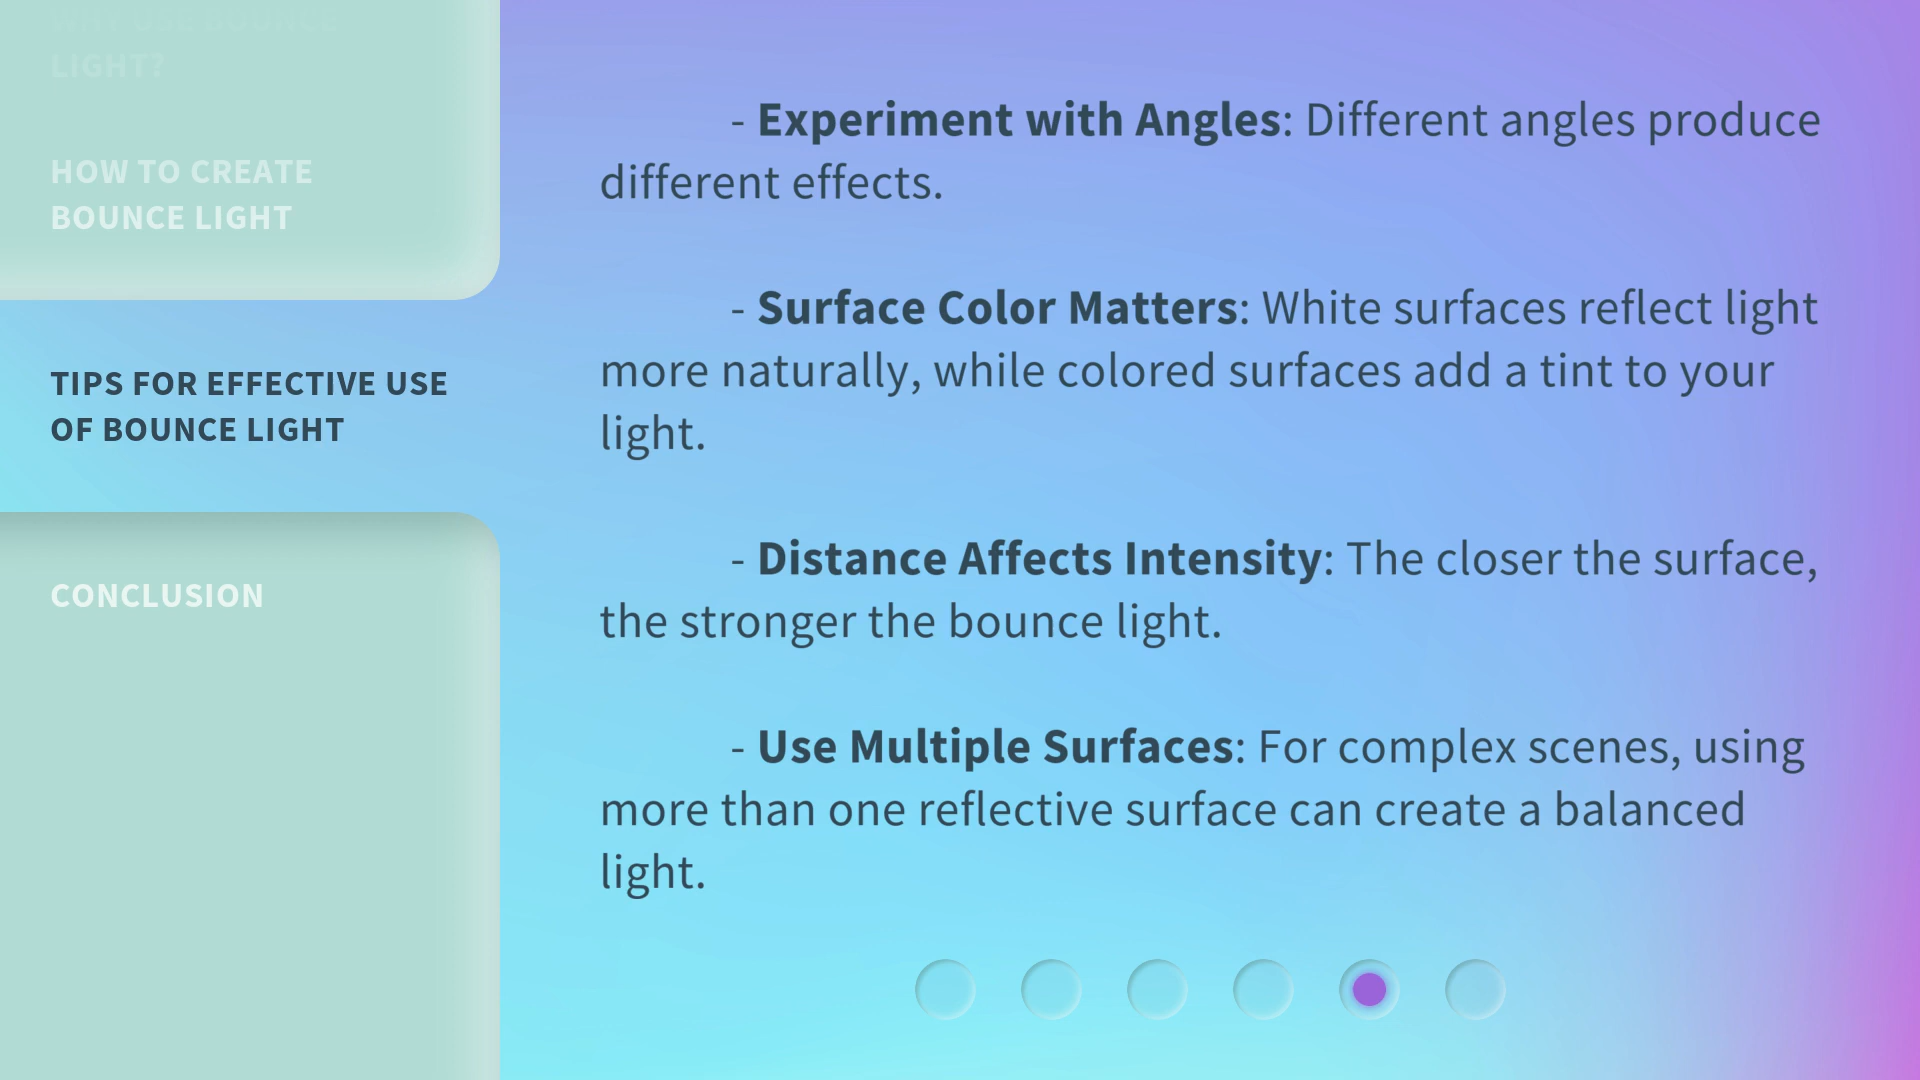 WHY USE BOUNCE
LIGHT?
HOW TO CREATE
BOUNCE LIGHT
TIPS FOR EFFECTIVE USE
OF BOUNCE LIGHT
CONCLUSION
- Experiment with Angles: Different angles produce
different effects.
- Surface Color Matters: White surfaces reflect light
more naturally, while colored surfaces add a tint to your
light.
- Distance Affects Intensity: The closer the surface,
the stronger the bounce light.
- Use Multiple Surfaces: For complex scenes, using
more than one reflective surface can create a balanced
light.